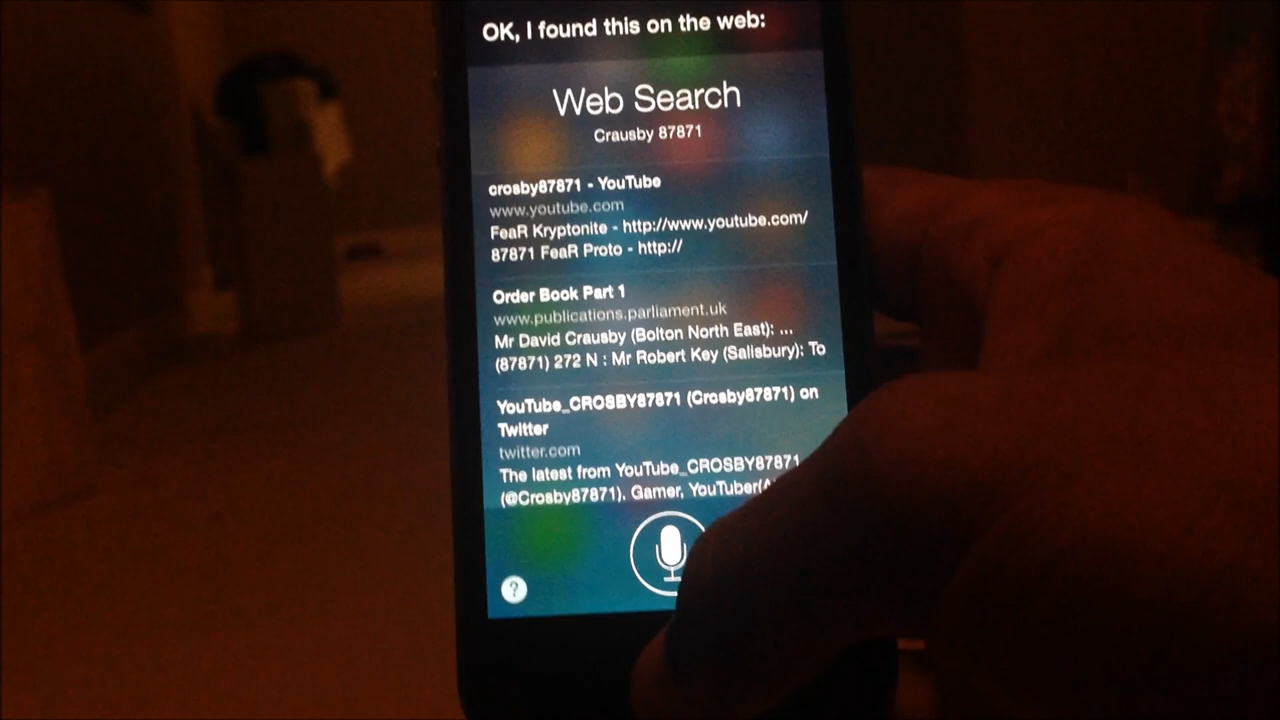 OK, I found this on the web:
Web Search
Crausby 87871
crosby87871 - YouTube
www.youtube.com
FeaR Kryptonite - http://www.youtube.com/
87871 FeaR Proto - http://
Order Book Part 1
www.publications.parliament.uk
Mr David Crausby (Bolton North East): ...
(87871) 272 N : Mr Robert Key (Salisbury): To
YouTube_CROSBY87871 (Crosby87871) on
Twitter
twitter.com
The latest from YouTube_CROSBY87871
(@Crosby87871). Gamer, YouTuber(
?